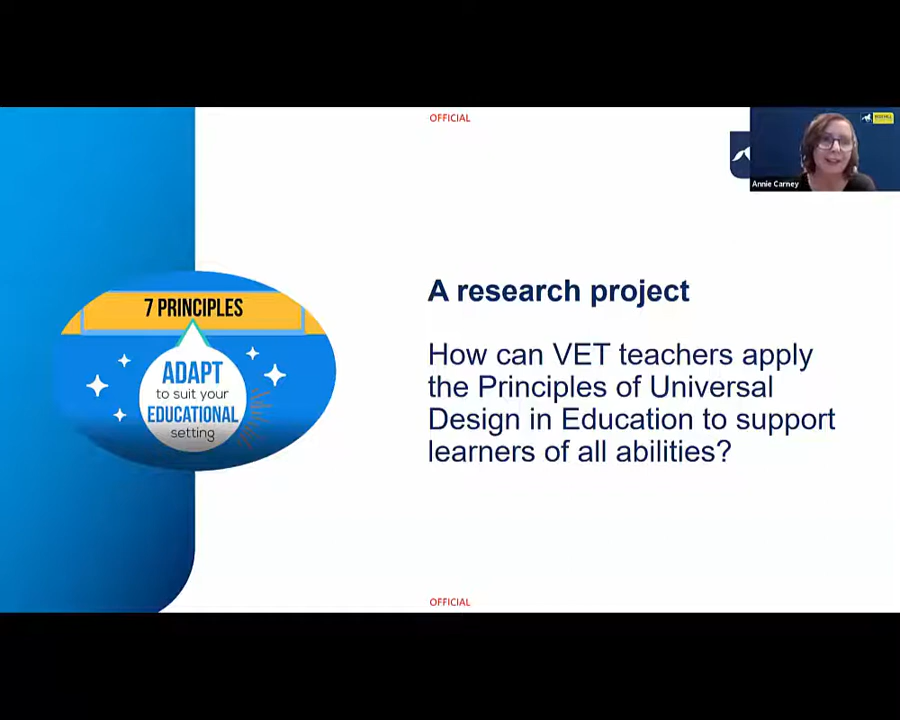 OFFICIAL
Annie Carney
7 PRINCIPLES
ADAPT
to suit your
EDUCATIONAL
setting
A research project
How can VET teachers apply
the Principles of Universal
Design in Education to support
learners of all abilities?
OFFICIAL